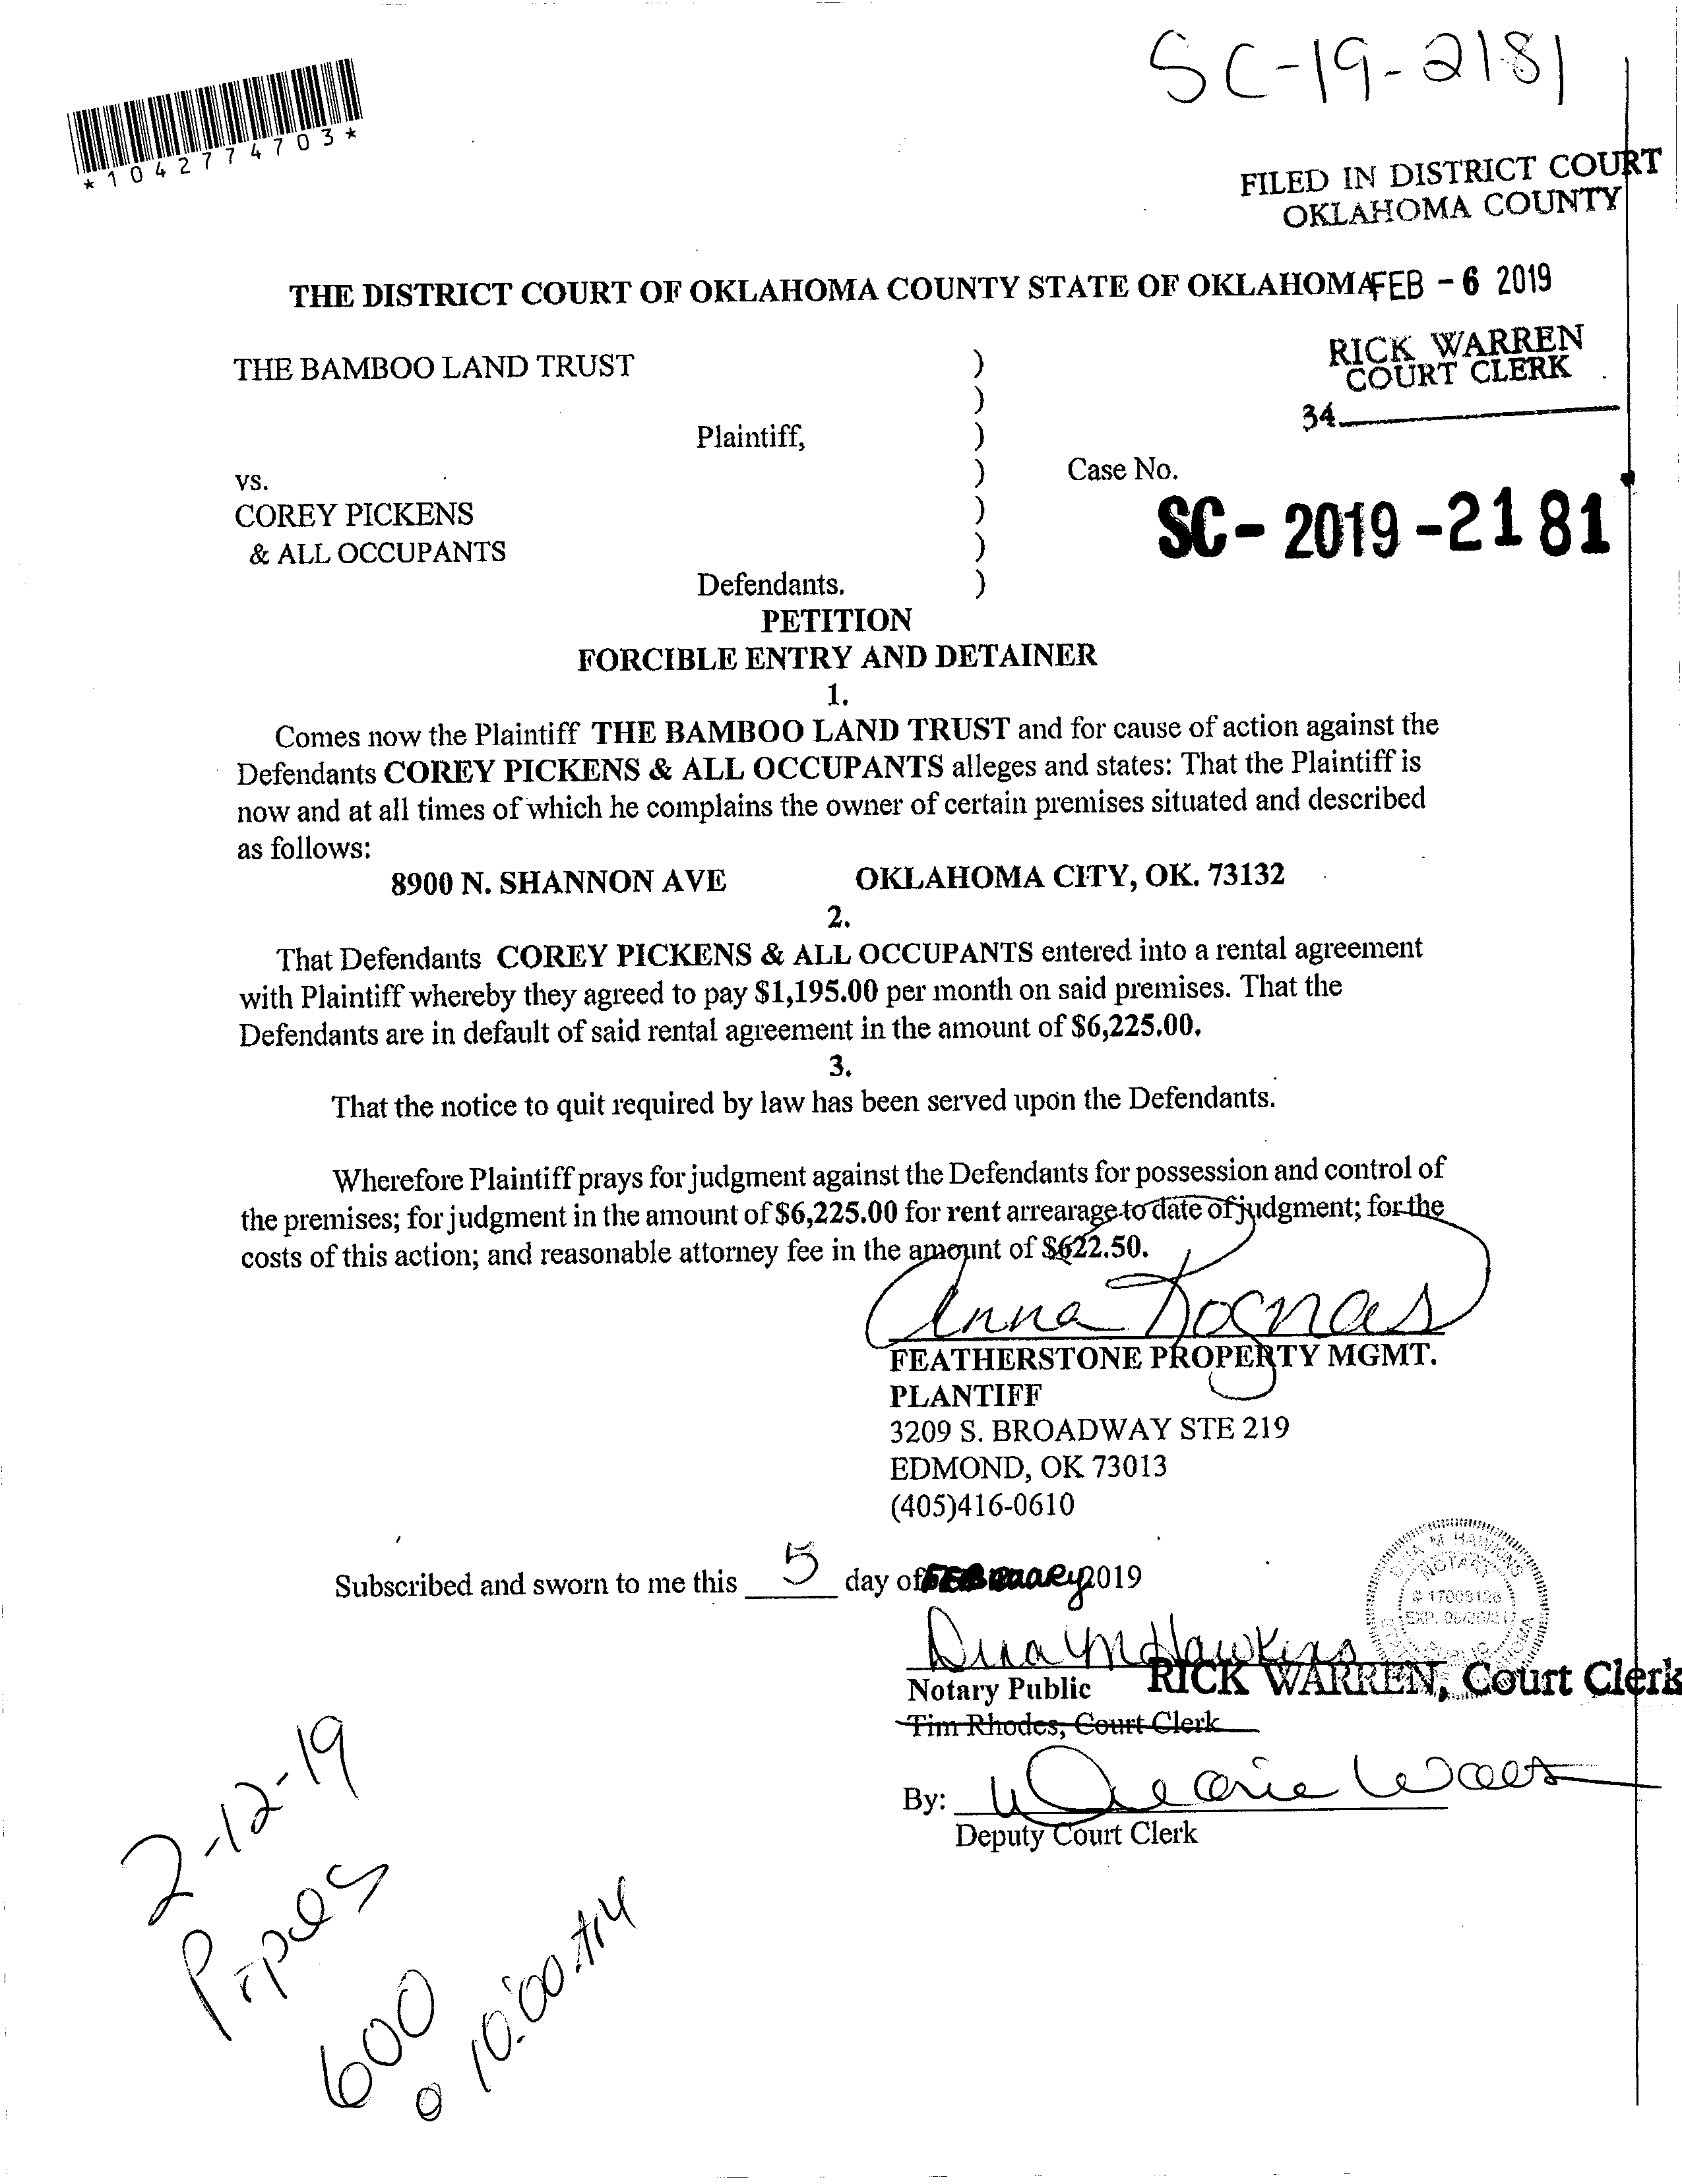 SC-19-2181
*1042774703*
FILED IN DISTRICT COURT
OKLAHOMA COUNTY
THE DISTRICT COURT OF OKLAHOMA COUNTY STATE OF OKLAHOMA FEB - 6 2019
RICK WARREN
COURT CLERK
34
THE BAMBOO LAND TRUST )
)
Plaintiff, )
vs. ) Case No.
COREY PICKENS ) SC- 2019 -2181
& ALL OCCUPANTS )
Defendants. )
PETITION
FORCIBLE ENTRY AND DETAINER
1.
Comes now the Plaintiff THE BAMBOO LAND TRUST and for cause of action against the
Defendants COREY PICKENS & ALL OCCUPANTS alleges and states: That the Plaintiff is
now and at all times of which he complains the owner of certain premises situated and described
as follows:
8900 N. SHANNON AVE OKLAHOMA CITY, OK. 73132
2.
That Defendants COREY PICKENS & ALL OCCUPANTS entered into a rental agreement
with Plaintiff whereby they agreed to pay $1,195.00 per month on said premises. That the
Defendants are in default of said rental agreement in the amount of $6,225.00.
3.
That the notice to quit required by law has been served upon the Defendants.
Wherefore Plaintiff prays for judgment against the Defendants for possession and control of
the premises; for judgment in the amount of $6,225.00 for rent arrearage to date of judgment; for the
costs of this action; and reasonable attorney fee in the amount of $622.50.
Anna
FEATHERSTONE PROPERTY MGMT.
PLANTIFF
3209 S. BROADWAY STE 219
EDMOND, OK 73013
(405)416-0610
Subscribed and sworn to me this 5 day of FEBRUARY 2019
M Hawkins
Notary Public RICK WARREN, Court Clerk
Tim Rhodes, Court Clerk
By:
Deputy Court Clerk
2-12-19
600
10:00 AM